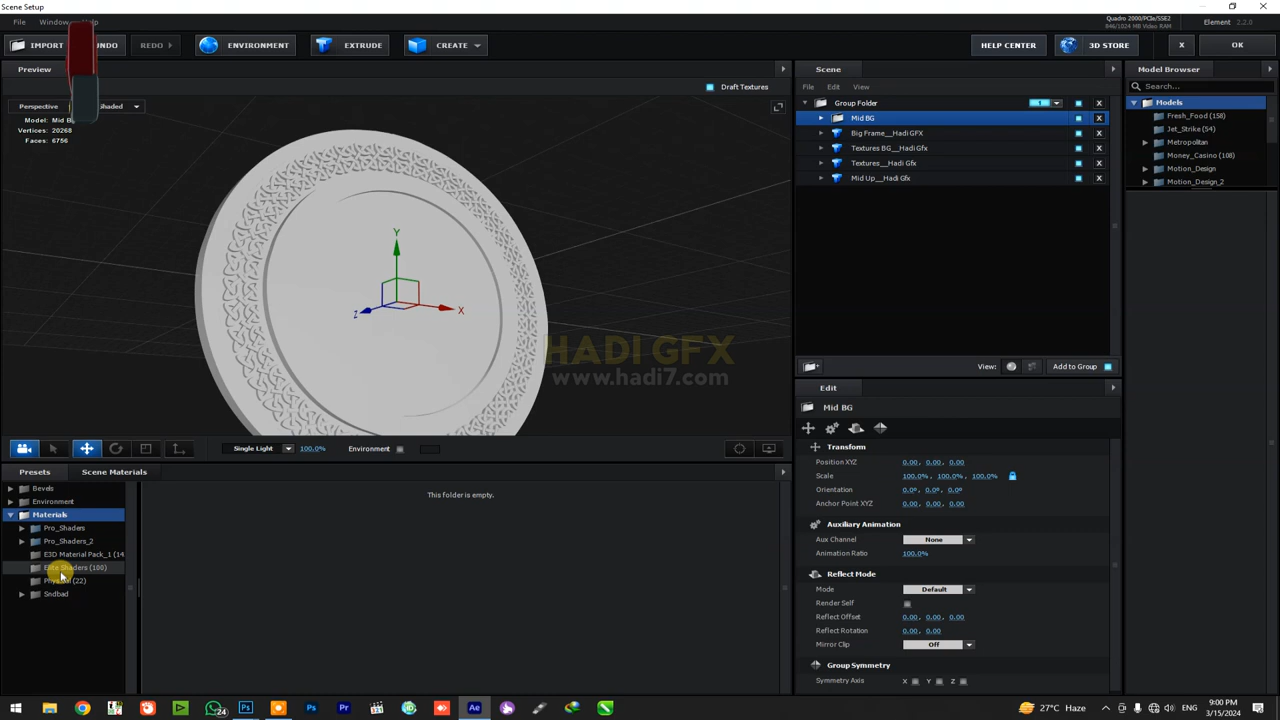 Scene Setup
File Window Help
Quadro 2000/PCIe/SSE2
846/1024 MB Video RAM
Element 2.2.0
IMPORT UNDO REDO ENVIRONMENT EXTRUDE CREATE HELP CENTER 3D STORE X OK
Preview
Draft Textures
Perspective Shaded
Model: Mid B
Vertices: 20268
Faces: 6756
HADI GFX
www.hadi7.com
Single Light 100.0% Environment
Scene
File Edit View
Group Folder 1 X
Mid BG X
Big Frame__Hadi GFX X
Textures BG__Hadi Gfx X
Textures__Hadi Gfx X
Mid Up__Hadi Gfx X
View: Add to Group
Model Browser
Search...
Models
Fresh_Food (158)
Jet_Strike (54)
Metropolitan
Money_Casino (108)
Motion_Design
Motion_Design_2
Presets Scene Materials
Bevels
Environment
Materials
Pro_Shaders
Pro_Shaders_2
E3D Material Pack_1 (14
Elite Shaders (100)
Physical (22)
Sndbad
This folder is empty.
Edit
Mid BG
Transform
Position XYZ 0.00, 0.00, 0.00
Scale 100.0%, 100.0%, 100.0%
Orientation 0.0º, 0.0º, 0.0º
Anchor Point XYZ 0.00, 0.00, 0.00
Auxiliary Animation
Aux Channel None
Animation Ratio 100.0%
Reflect Mode
Mode Default
Render Self
Reflect Offset 0.00, 0.00, 0.00
Reflect Rotation 0.00, 0.00
Mirror Clip Off
Group Symmetry
Symmetry Axis X Y Z
27°C Haze
9:00 PM
3/15/2024